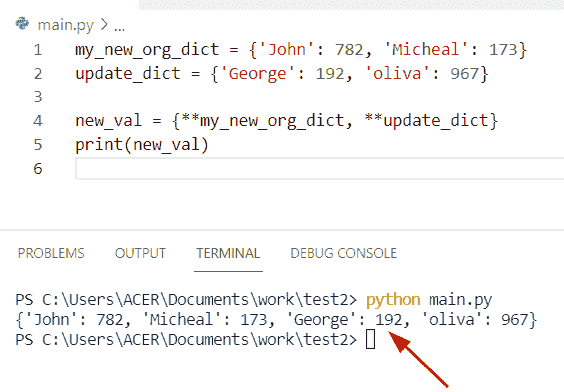 main.py > ...
1 my_new_org_dict = {'John': 782, 'Micheal': 173}
2 update_dict = {'George': 192, 'oliva': 967}
3
4 new_val = {**my_new_org_dict, **update_dict}
5 print(new_val)
6
PROBLEMS OUTPUT TERMINAL DEBUG CONSOLE
PS C:\Users\ACER\Documents\work\test2> python main.py
{'John': 782, 'Micheal': 173, 'George': 192, 'oliva': 967}
PS C:\Users\ACER\Documents\work\test2>